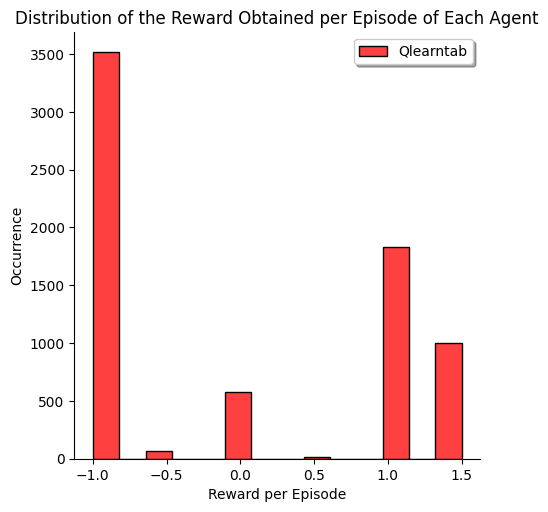 Distribution of the Reward Obtained per Episode of Each Agent
Qlearntab
3500
3000
2500
2000
1500
1000
500
0
Occurrence
−1.0 −0.5 0.0 0.5 1.0 1.5
Reward per Episode